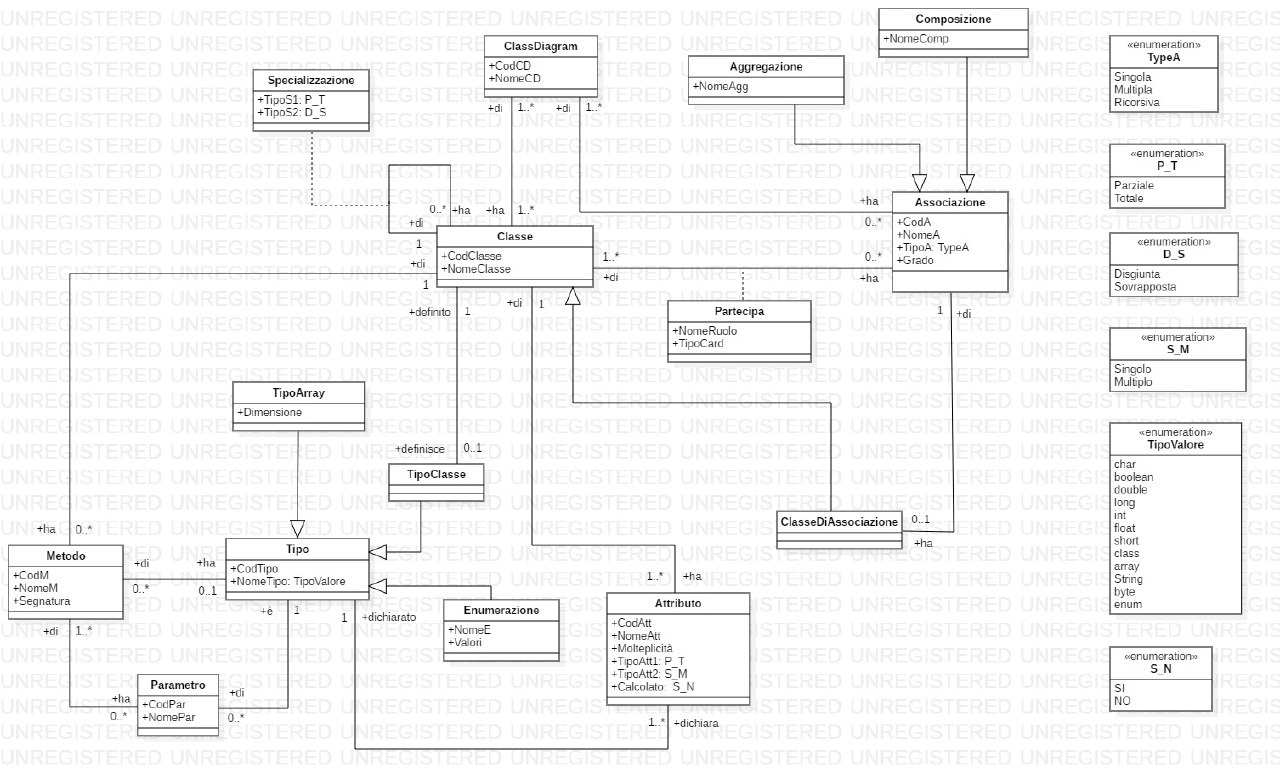 Composizione
+NomeComp
ClassDiagram
+CodCD
+NomeCD
+di
1..*
+di
1..*
Aggregazione
+NomeAgg
Specializzazione
+TipoS1: P_T
+TipoS2: D_S
0..*
+ha
+ha
1..*
+di
1
+ha
0..*
Associazione
+CodA
+NomeA
+TipoA: TypeA
+Grado
Classe
+CodClasse
+NomeClasse
1..*
+di
0..*
+ha
+di
1
+definito
1
+di
1
Partecipa
+NomeRuolo
+TipoCard
1
+di
TipoArray
+Dimensione
+definisce
0..1
TipoClasse
ClasseDiAssociazione
0..1
+ha
+ha
0..*
Metodo
+CodM
+NomeM
+Segnatura
+di
0..*
+ha
0..1
Tipo
+CodTipo
+NomeTipo: TipoValore
+è
1
1
+dichiarato
Enumerazione
+NomeE
+Valori
1..*
+ha
Attributo
+CodAtt
+NomeAtt
+Molteplicità
+TipoAtt1: P_T
+TipoAtt2: S_M
+Calcolato: S_N
1..*
+dichiara
+di
1..*
+ha
0..*
Parametro
+CodPar
+NomePar
+di
0..*
«enumeration»
TypeA
Singola
Multipla
Ricorsiva
«enumeration»
P_T
Parziale
Totale
«enumeration»
D_S
Disgiunta
Sovrapposta
«enumeration»
S_M
Singolo
Multiplo
«enumeration»
TipoValore
char
boolean
double
long
int
float
short
class
array
String
byte
enum
«enumeration»
S_N
SI
NO
UNREGISTERED